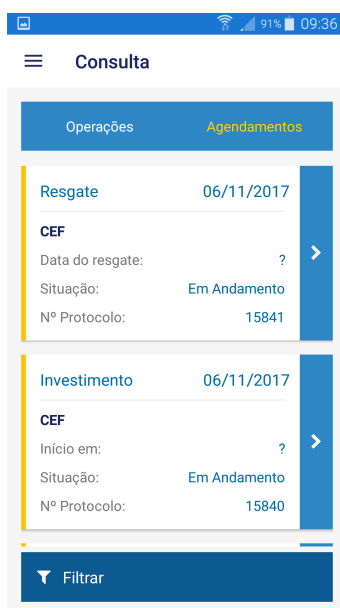 91% 09:36
Consulta
Operações Agendamentos
Resgate 06/11/2017
CEF
Data do resgate: ?
Situação: Em Andamento
Nº Protocolo: 15841
Investimento 06/11/2017
CEF
Início em: ?
Situação: Em Andamento
Nº Protocolo: 15840
Filtrar